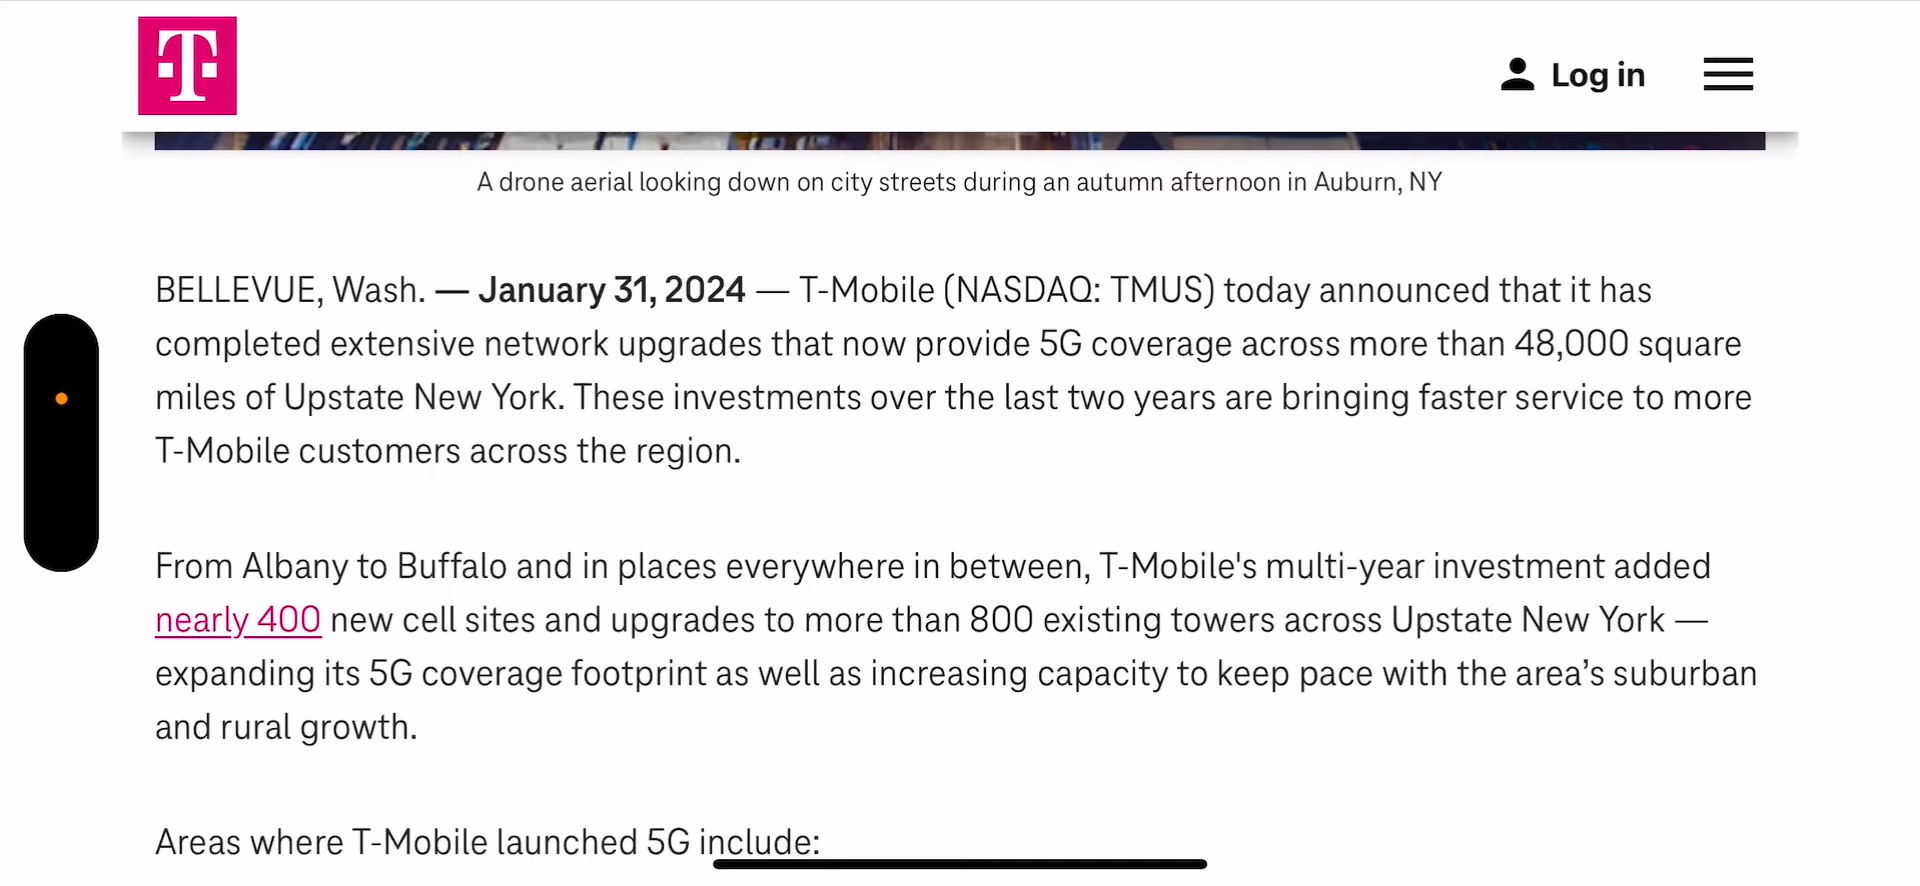 T
Log in
A drone aerial looking down on city streets during an autumn afternoon in Auburn, NY
BELLEVUE, Wash. — January 31, 2024 — T-Mobile (NASDAQ: TMUS) today announced that it has
completed extensive network upgrades that now provide 5G coverage across more than 48,000 square
miles of Upstate New York. These investments over the last two years are bringing faster service to more
T-Mobile customers across the region.
From Albany to Buffalo and in places everywhere in between, T-Mobile's multi-year investment added
nearly 400 new cell sites and upgrades to more than 800 existing towers across Upstate New York —
expanding its 5G coverage footprint as well as increasing capacity to keep pace with the area’s suburban
and rural growth.
Areas where T-Mobile launched 5G include: